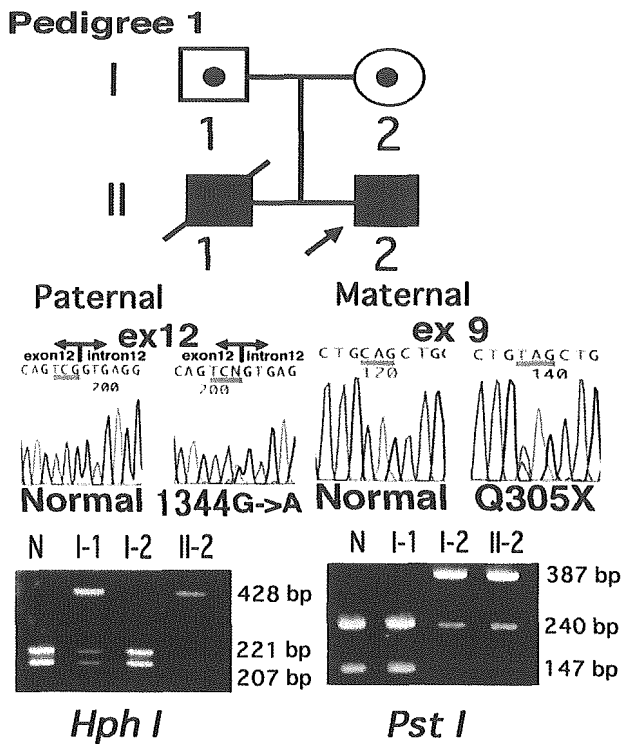 Pedigree 1
I
1 2
II
1 2
Paternal Maternal
ex12 ex 9
exon12 intron12 exon12 intron12
CAGTCGGTGAGG CAGTCNGTGAG CTGCAGCTG CTGTAGCTG
200 200 120 140
Normal 1344G->A Normal Q305X
N I-1 I-2 II-2 N I-1 I-2 II-2
428 bp 387 bp
221 bp 240 bp
207 bp 147 bp
Hph I Pst I